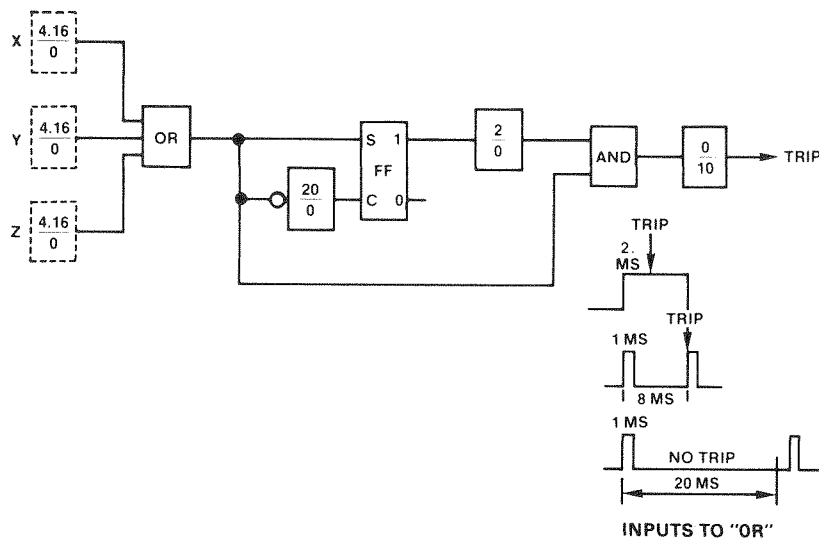 X
4.16
0
Y
4.16
0
Z
4.16
0
OR
S 1
FF
C 0
20
0
2
0
AND
0
10
TRIP
TRIP
2.
MS
TRIP
1 MS
8 MS
1 MS
NO TRIP
20 MS
INPUTS TO "OR"